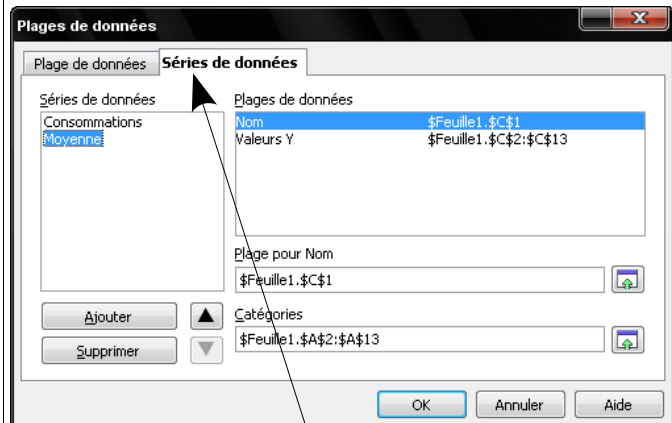 Plages de données
Plage de données
Séries de données
Séries de données
Consommations
Moyenne
Plages de données
Nom $Feuille1.$C$1
Valeurs Y $Feuille1.$C$2:$C$13
Plage pour Nom
$Feuille1.$C$1
Catégories
$Feuille1.$A$2:$A$13
Ajouter
Supprimer
OK
Annuler
Aide